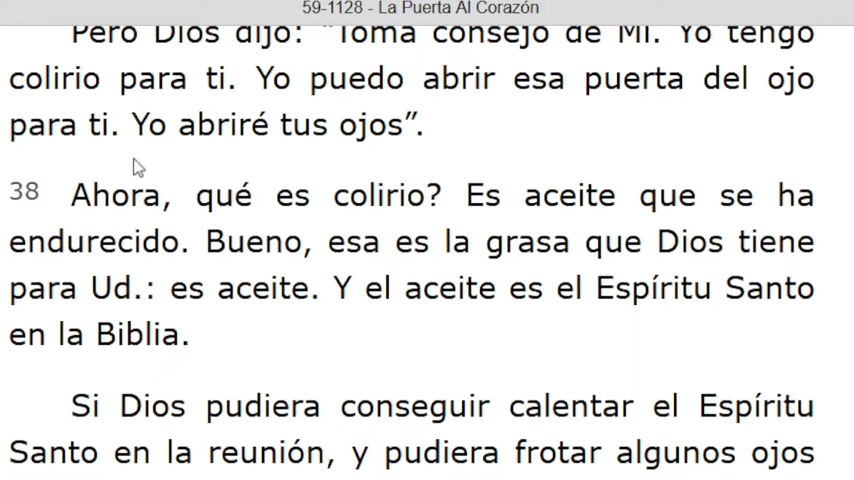 59-1128 - La Puerta Al Corazón
Pero Dios dijo: “Toma consejo de Mí. Yo tengo
colirio para ti. Yo puedo abrir esa puerta del ojo
para ti. Yo abriré tus ojos”.
38 Ahora, qué es colirio? Es aceite que se ha
endurecido. Bueno, esa es la grasa que Dios tiene
para Ud.: es aceite. Y el aceite es el Espíritu Santo
en la Biblia.
Si Dios pudiera conseguir calentar el Espíritu
Santo en la reunión, y pudiera frotar algunos ojos